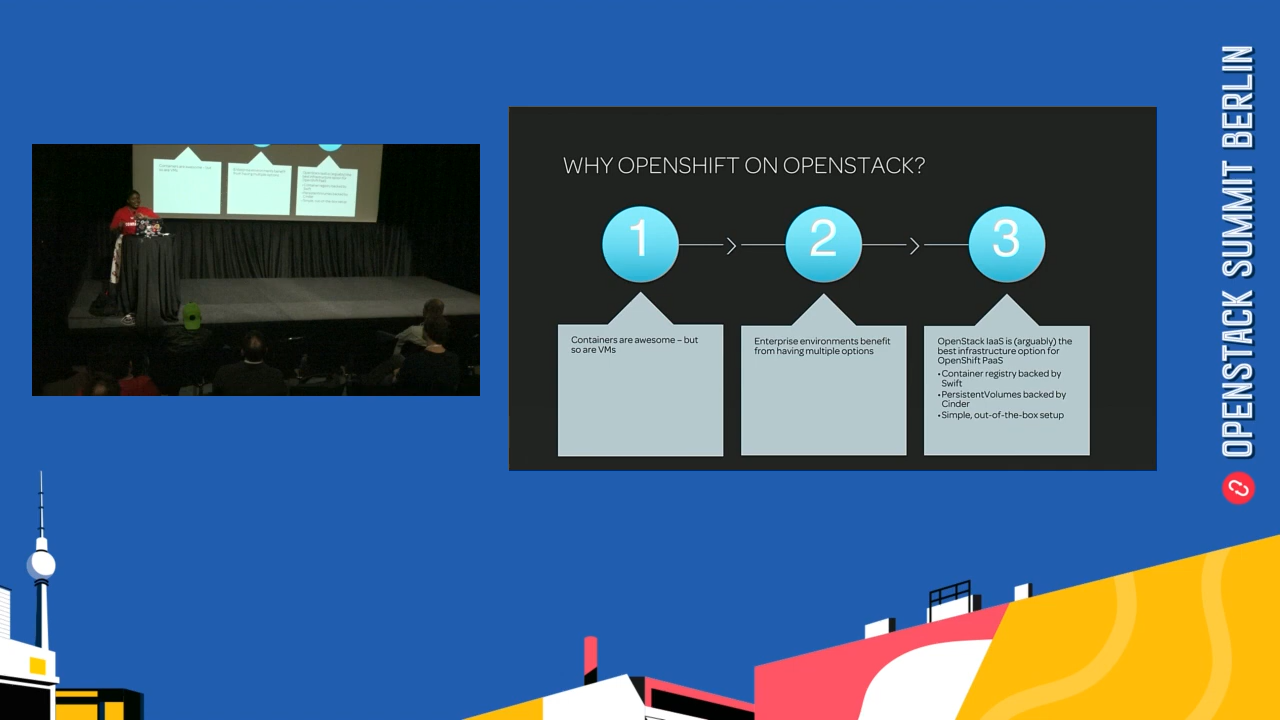 WHY OPENSHIFT ON OPENSTACK?
1
2
3
Containers are awesome – but
so are VMs
Enterprise environments benefit
from having multiple options
OpenStack IaaS is (arguably) the
best infrastructure option for
OpenShift PaaS
•Container registry backed by
Swift
•PersistentVolumes backed by
Cinder
•Simple, out-of-the-box setup
OPENSTACK SUMMIT BERLIN